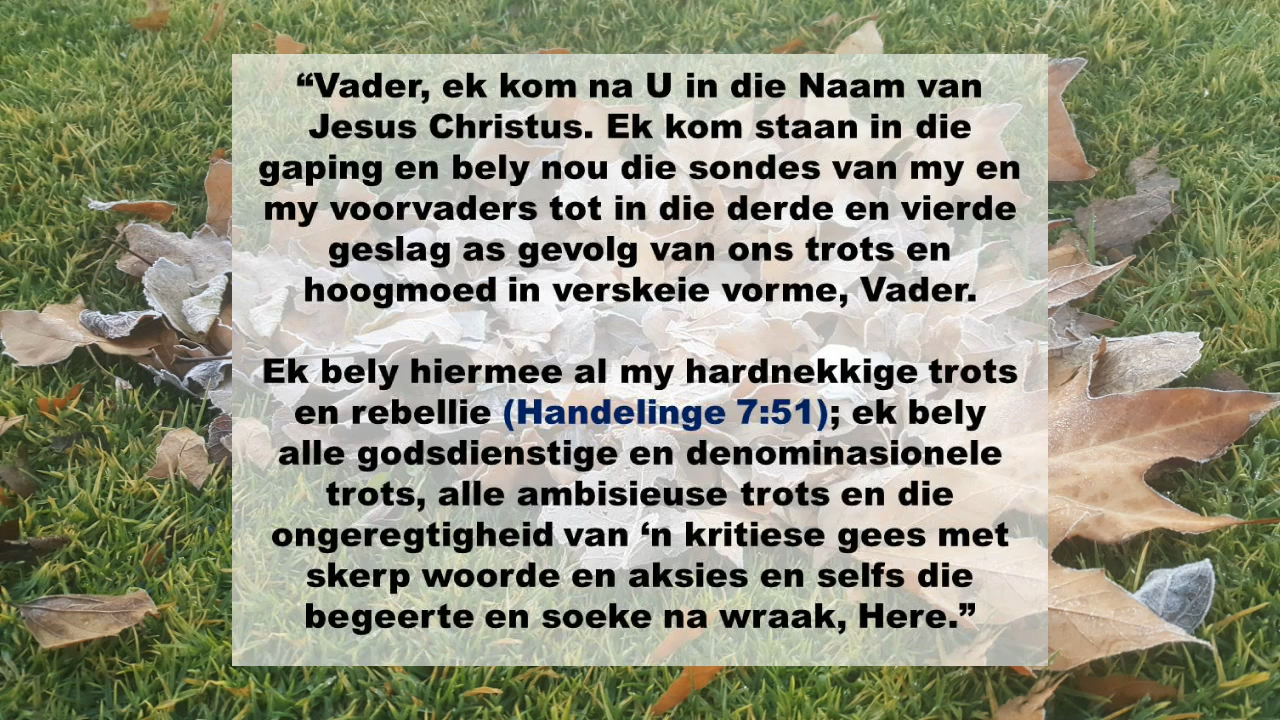 “Vader, ek kom na U in die Naam van
Jesus Christus. Ek kom staan in die
gaping en bely nou die sondes van my en
my voorvaders tot in die derde en vierde
geslag as gevolg van ons trots en
hoogmoed in verskeie vorme, Vader.
Ek bely hiermee al my hardnekkige trots
en rebellie (Handelinge 7:51); ek bely
alle godsdienstige en denominasionele
trots, alle ambisieuse trots en die
ongeregtigheid van ‘n kritiese gees met
skerp woorde en aksies en selfs die
begeerte en soeke na wraak, Here.”